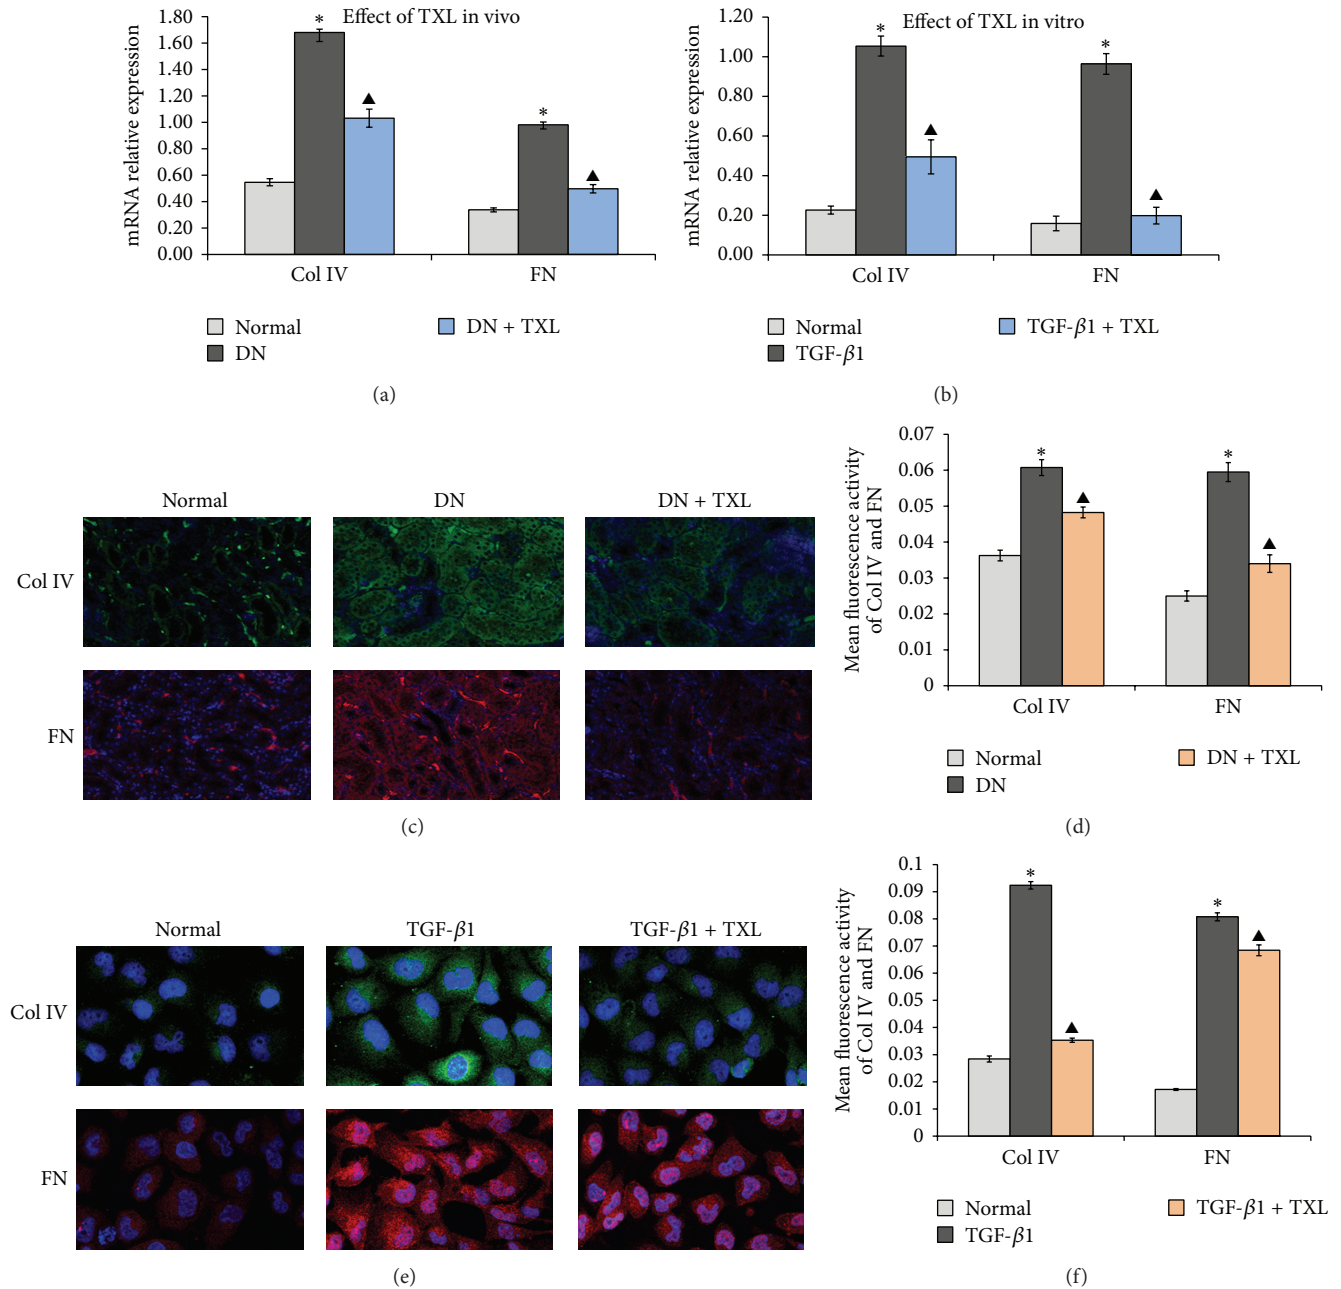 Effect of TXL in vivo
mRNA relative expression
1.80
1.60
1.40
1.20
1.00
0.80
0.60
0.40
0.20
0.00
*
▲
*
▲
Col IV
FN
Normal
DN
DN + TXL
(a)
Effect of TXL in vitro
mRNA relative expression
1.20
1.00
0.80
0.60
0.40
0.20
0.00
*
▲
*
▲
Col IV
FN
Normal
TGF-β1
TGF-β1 + TXL
(b)
Normal
DN
DN + TXL
Col IV
FN
(c)
Mean fluorescence activity
of Col IV and FN
0.07
0.06
0.05
0.04
0.03
0.02
0.01
0
*
▲
*
▲
Col IV
FN
Normal
DN
DN + TXL
(d)
Normal
TGF-β1
TGF-β1 + TXL
Col IV
FN
(e)
Mean fluorescence activity
of Col IV and FN
0.1
0.09
0.08
0.07
0.06
0.05
0.04
0.03
0.02
0.01
0
*
▲
*
▲
Col IV
FN
Normal
TGF-β1
TGF-β1 + TXL
(f)